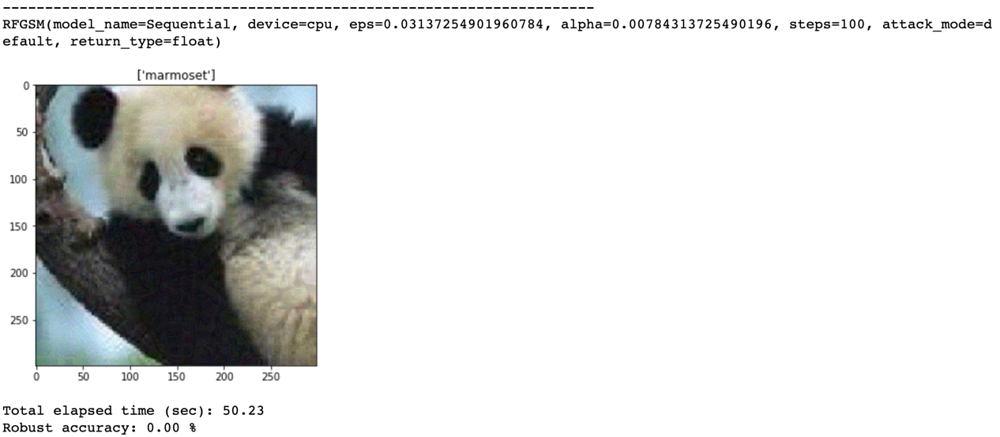 ----------------------------------------------------------------------
RFGSM(model_name=Sequential, device=cpu, eps=0.03137254901960784, alpha=0.00784313725490196, steps=100, attack_mode=d
efault, return_type=float)
['marmoset']
0
50
100
150
200
250
0 50 100 150 200 250
Total elapsed time (sec): 50.23
Robust accuracy: 0.00 %